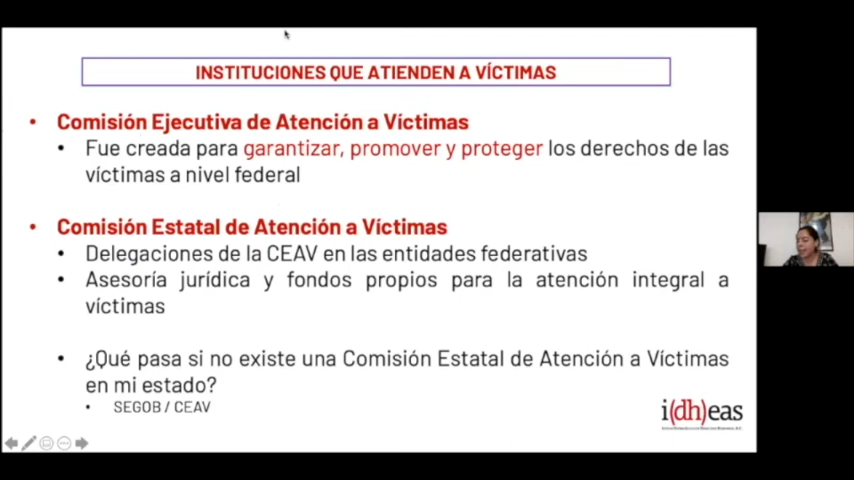 INSTITUCIONES QUE ATIENDEN A VÍCTIMAS
• Comisión Ejecutiva de Atención a Víctimas
• Fue creada para garantizar, promover y proteger los derechos de las
víctimas a nivel federal
• Comisión Estatal de Atención a Víctimas
• Delegaciones de la CEAV en las entidades federativas
• Asesoría jurídica y fondos propios para la atención integral a
víctimas
• ¿Qué pasa si no existe una Comisión Estatal de Atención a Víctimas
en mi estado?
• SEGOB / CEAV
i(dh)eas